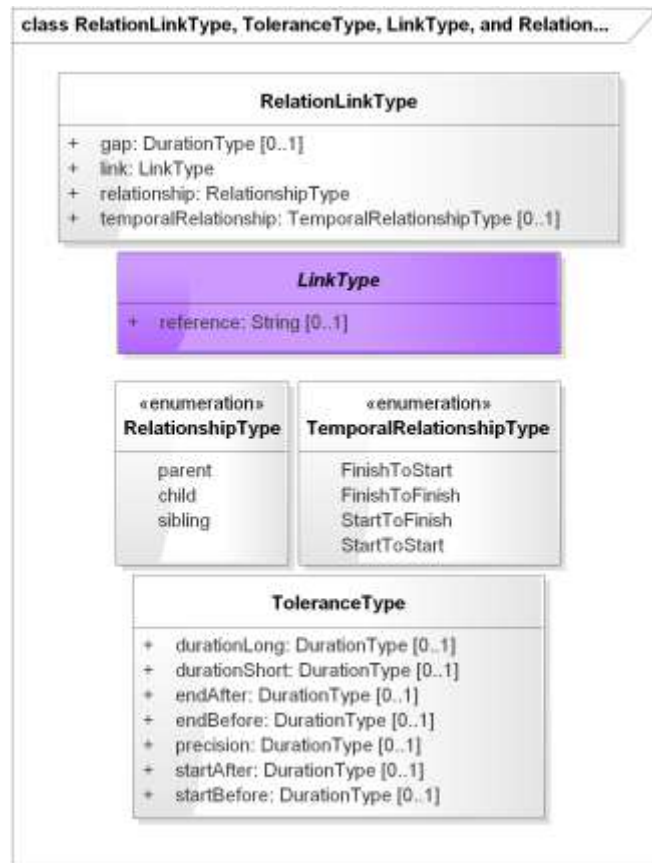 class RelationLinkType, ToleranceType, LinkType, and Relation...
RelationLinkType
+ gap: DurationType [0..1]
+ link: LinkType
+ relationship: RelationshipType
+ temporalRelationship: TemporalRelationshipType [0..1]
LinkType
+ reference: String [0..1]
«enumeration»
RelationshipType
parent
child
sibling
«enumeration»
TemporalRelationshipType
FinishToStart
FinishToFinish
StartToFinish
StartToStart
ToleranceType
+ durationLong: DurationType [0..1]
+ durationShort: DurationType [0..1]
+ endAfter: DurationType [0..1]
+ endBefore: DurationType [0..1]
+ precision: DurationType [0..1]
+ startAfter: DurationType [0..1]
+ startBefore: DurationType [0..1]